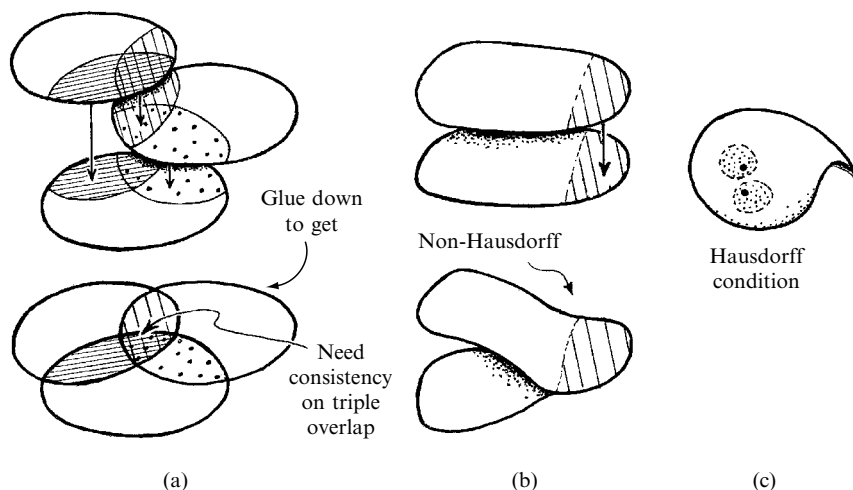 Glue down
to get
Need
consistency
on triple
overlap
(a)
Non-Hausdorff
(b)
Hausdorff
condition
(c)